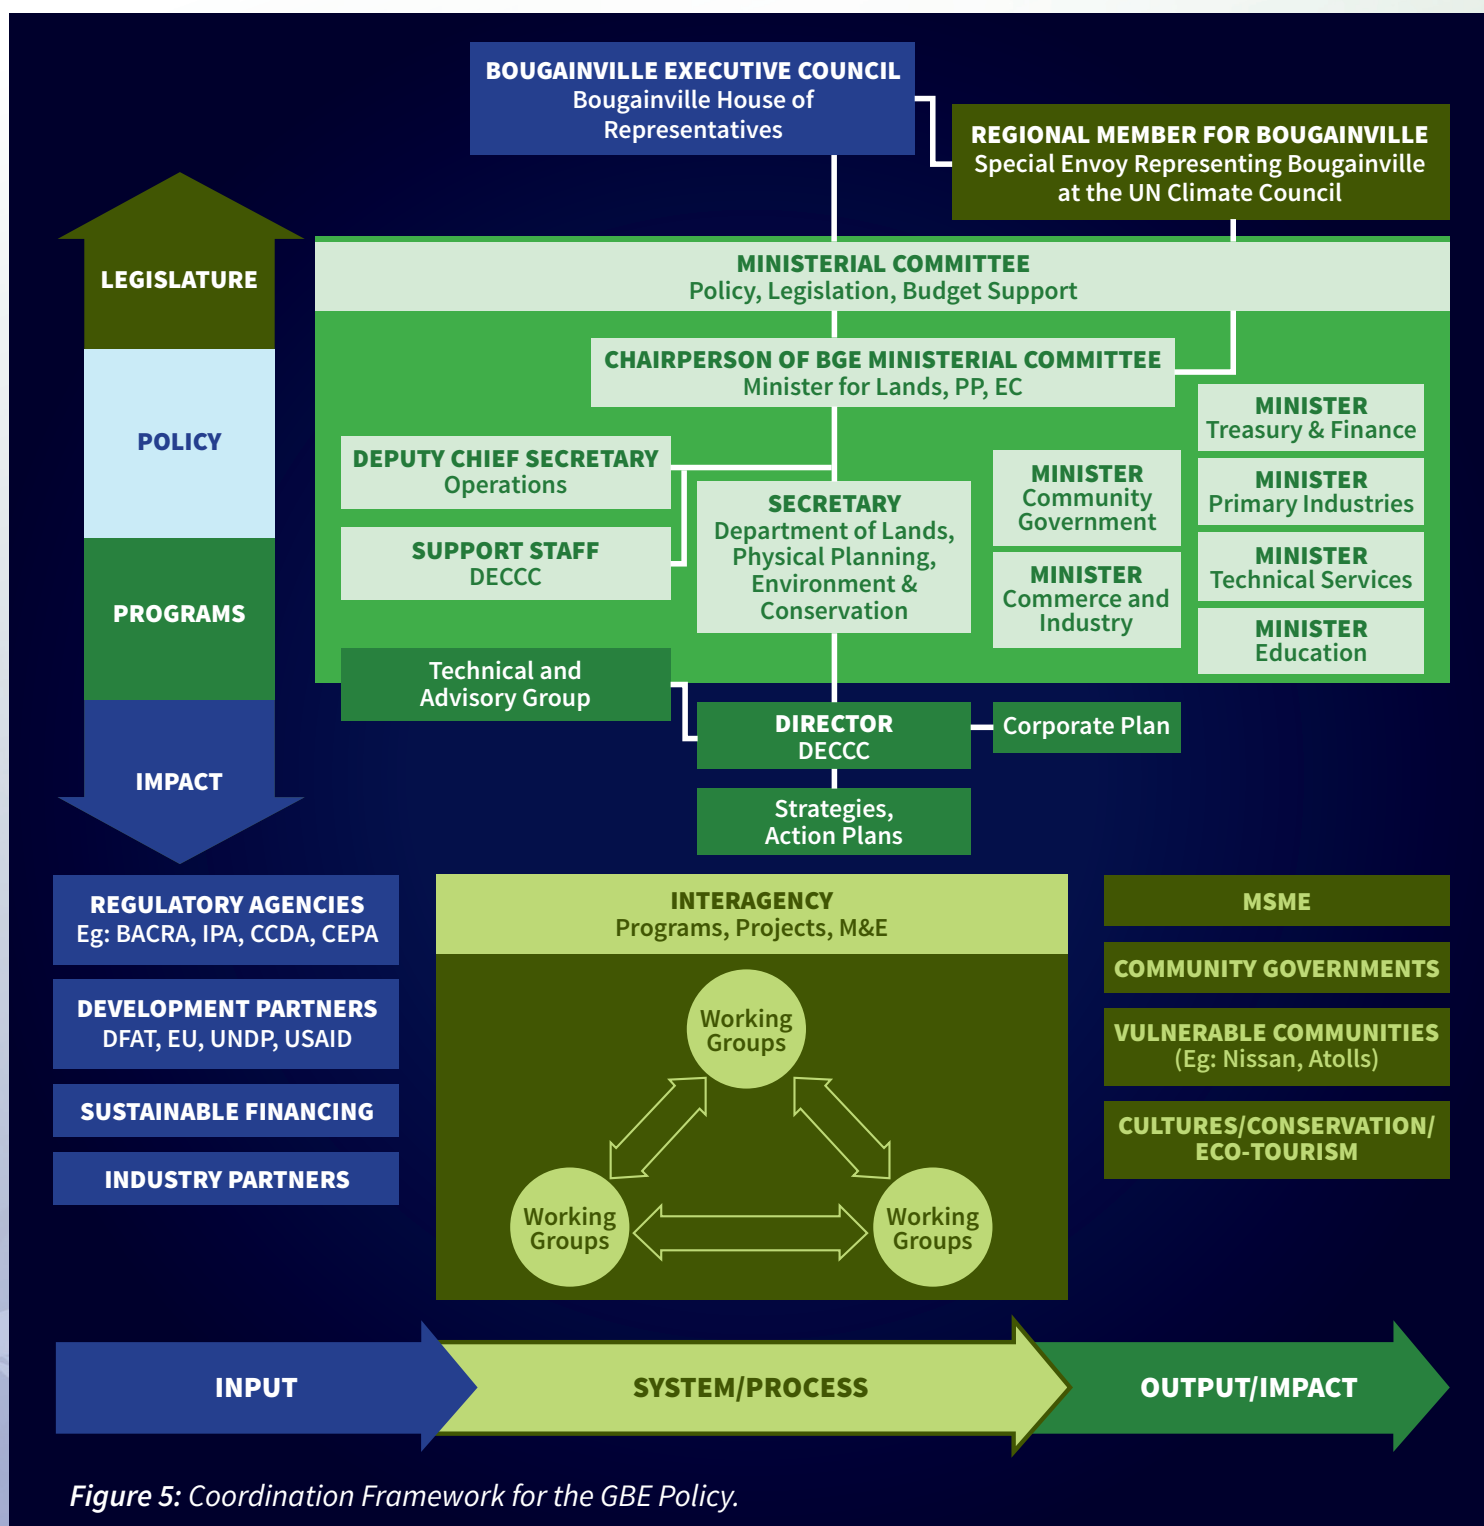 BOUGAINVILLE EXECUTIVE COUNCIL
Bougainville House of
Representatives
REGIONAL MEMBER FOR BOUGAINVILLE
Special Envoy Representing Bougainville
at the UN Climate Council
LEGISLATURE
POLICY
PROGRAMS
IMPACT
MINISTERIAL COMMITTEE
Policy, Legislation, Budget Support
CHAIRPERSON OF BGE MINISTERIAL COMMITTEE
Minister for Lands, PP, EC
DEPUTY CHIEF SECRETARY
Operations
SUPPORT STAFF
DECCC
SECRETARY
Department of Lands,
Physical Planning,
Environment &
Conservation
MINISTER
Community
Government
MINISTER
Commerce and
Industry
MINISTER
Treasury & Finance
MINISTER
Primary Industries
MINISTER
Technical Services
MINISTER
Education
Technical and
Advisory Group
DIRECTOR
DECCC
Corporate Plan
Strategies,
Action Plans
REGULATORY AGENCIES
Eg: BACRA, IPA, CCDA, CEPA
DEVELOPMENT PARTNERS
DFAT, EU, UNDP, USAID
SUSTAINABLE FINANCING
INDUSTRY PARTNERS
INTERAGENCY
Programs, Projects, M&E
Working
Groups
Working
Groups
Working
Groups
MSME
COMMUNITY GOVERNMENTS
VULNERABLE COMMUNITIES
(Eg: Nissan, Atolls)
CULTURES/CONSERVATION/
ECO-TOURISM
INPUT
SYSTEM/PROCESS
OUTPUT/IMPACT
Figure 5: Coordination Framework for the GBE Policy.